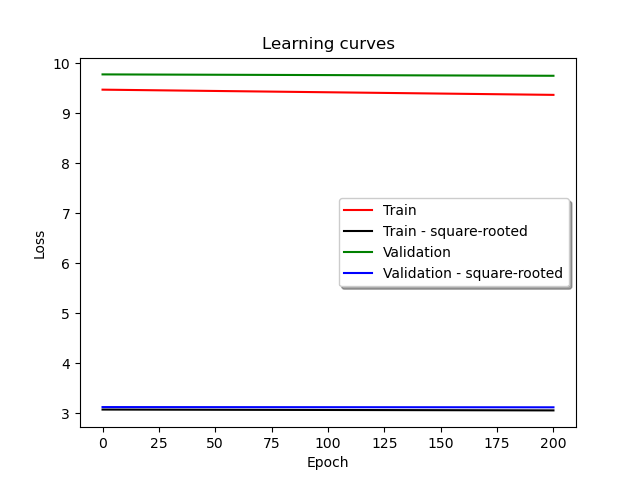 Learning curves
10
9
8
7
6
5
4
3
Loss
Train
Train - square-rooted
Validation
Validation - square-rooted
0 25 50 75 100 125 150 175 200
Epoch